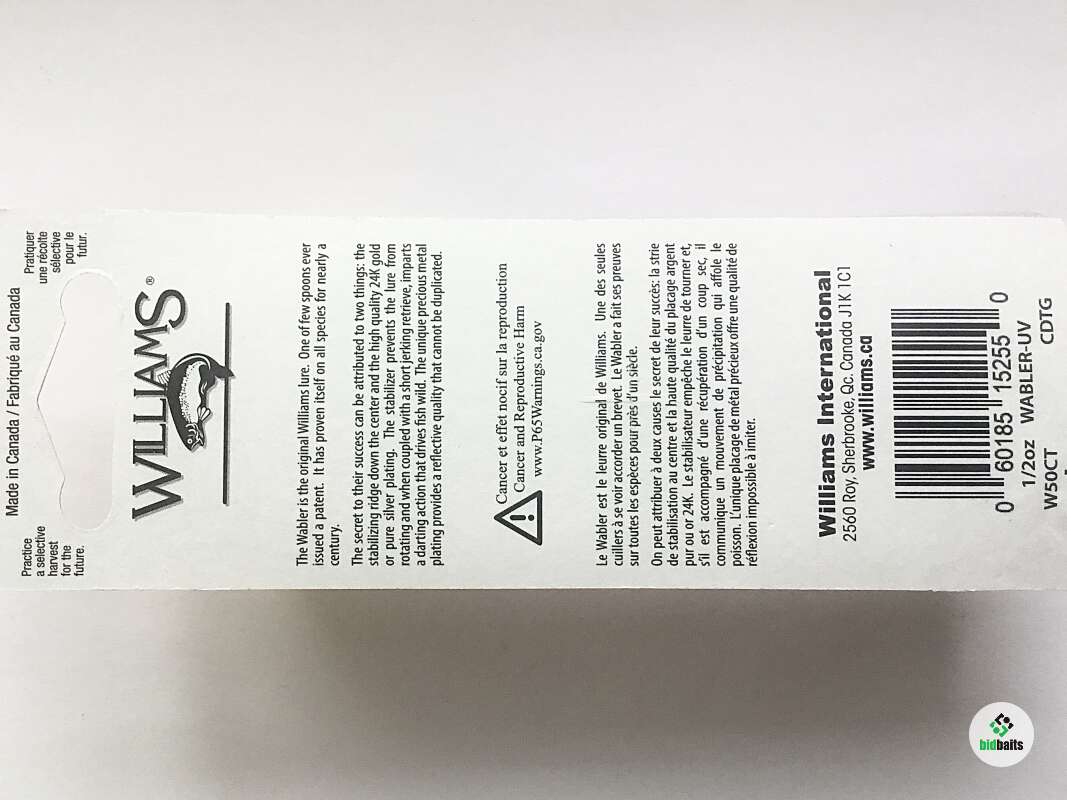 Made in Canada / Fabriqué au Canada
Practice
a selective
harvest
for the
future.
Pratiquer
une récolte
sélective
pour le
futur.
WILLIAMS®
The Wabler is the original Williams lure. One of few spoons ever
issued a patent. It has proven itself on all species for nearly a
century.
The secret to their success can be attributed to two things: the
stabilizing ridge down the center and the high quality 24K gold
or pure silver plating. The stabilizer prevents the lure from
rotating and when coupled with a short jerking retrieve, imparts
a darting action that drives fish wild. The unique precious metal
plating provides a reflective quality that cannot be duplicated.
Cancer et effet nocif sur la reproduction
Cancer and Reproductive Harm
www.P65Warnings.ca.gov
Le Wabler est le leurre original de Williams. Une des seules
cuillers à se voir accorder un brevet. Le Wabler a fait ses preuves
sur toutes les espèces pour près d'un siècle.
On peut attribuer à deux causes le secret de leur succès: la strie
de stabilisation au centre et la haute qualité du placage argent
pur ou or 24K. Le stabilisateur empêche le leurre de tourner et,
s'il est accompagné d'une récupération d'un coup sec, il
communique un mouvement de précipitation qui affole le
poisson. L'unique placage de métal précieux offre une qualité de
réflexion impossible à imiter.
Williams International
2560 Roy, Sherbrooke, Qc. Canada J1K 1C1
www.williams.ca
0 60185 15255 0
1/2oz WABLER-UV
W50CT CDTG
bidbaits